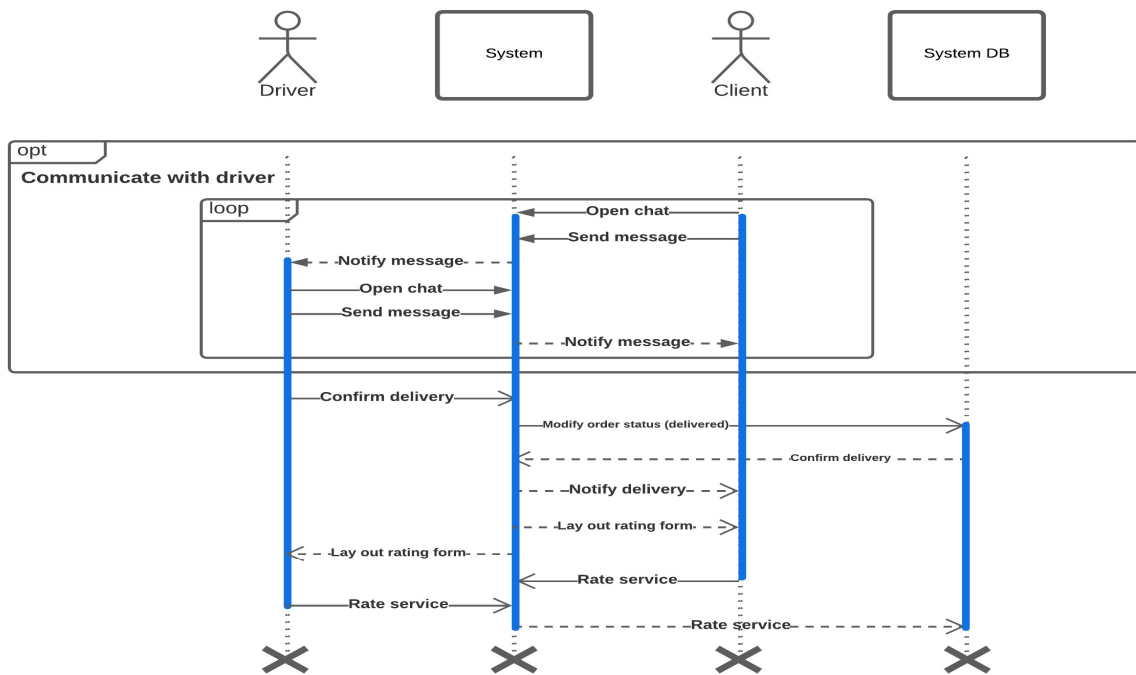 System
System DB
Driver
Client
opt
Communicate with driver
loop
Open chat
Send message
Notify message
Open chat
Send message
Notify message
Confirm delivery
Modify order status (delivered)
Confirm delivery
Notify delivery
Lay out rating form
Lay out rating form
Rate service
Rate service
Rate service